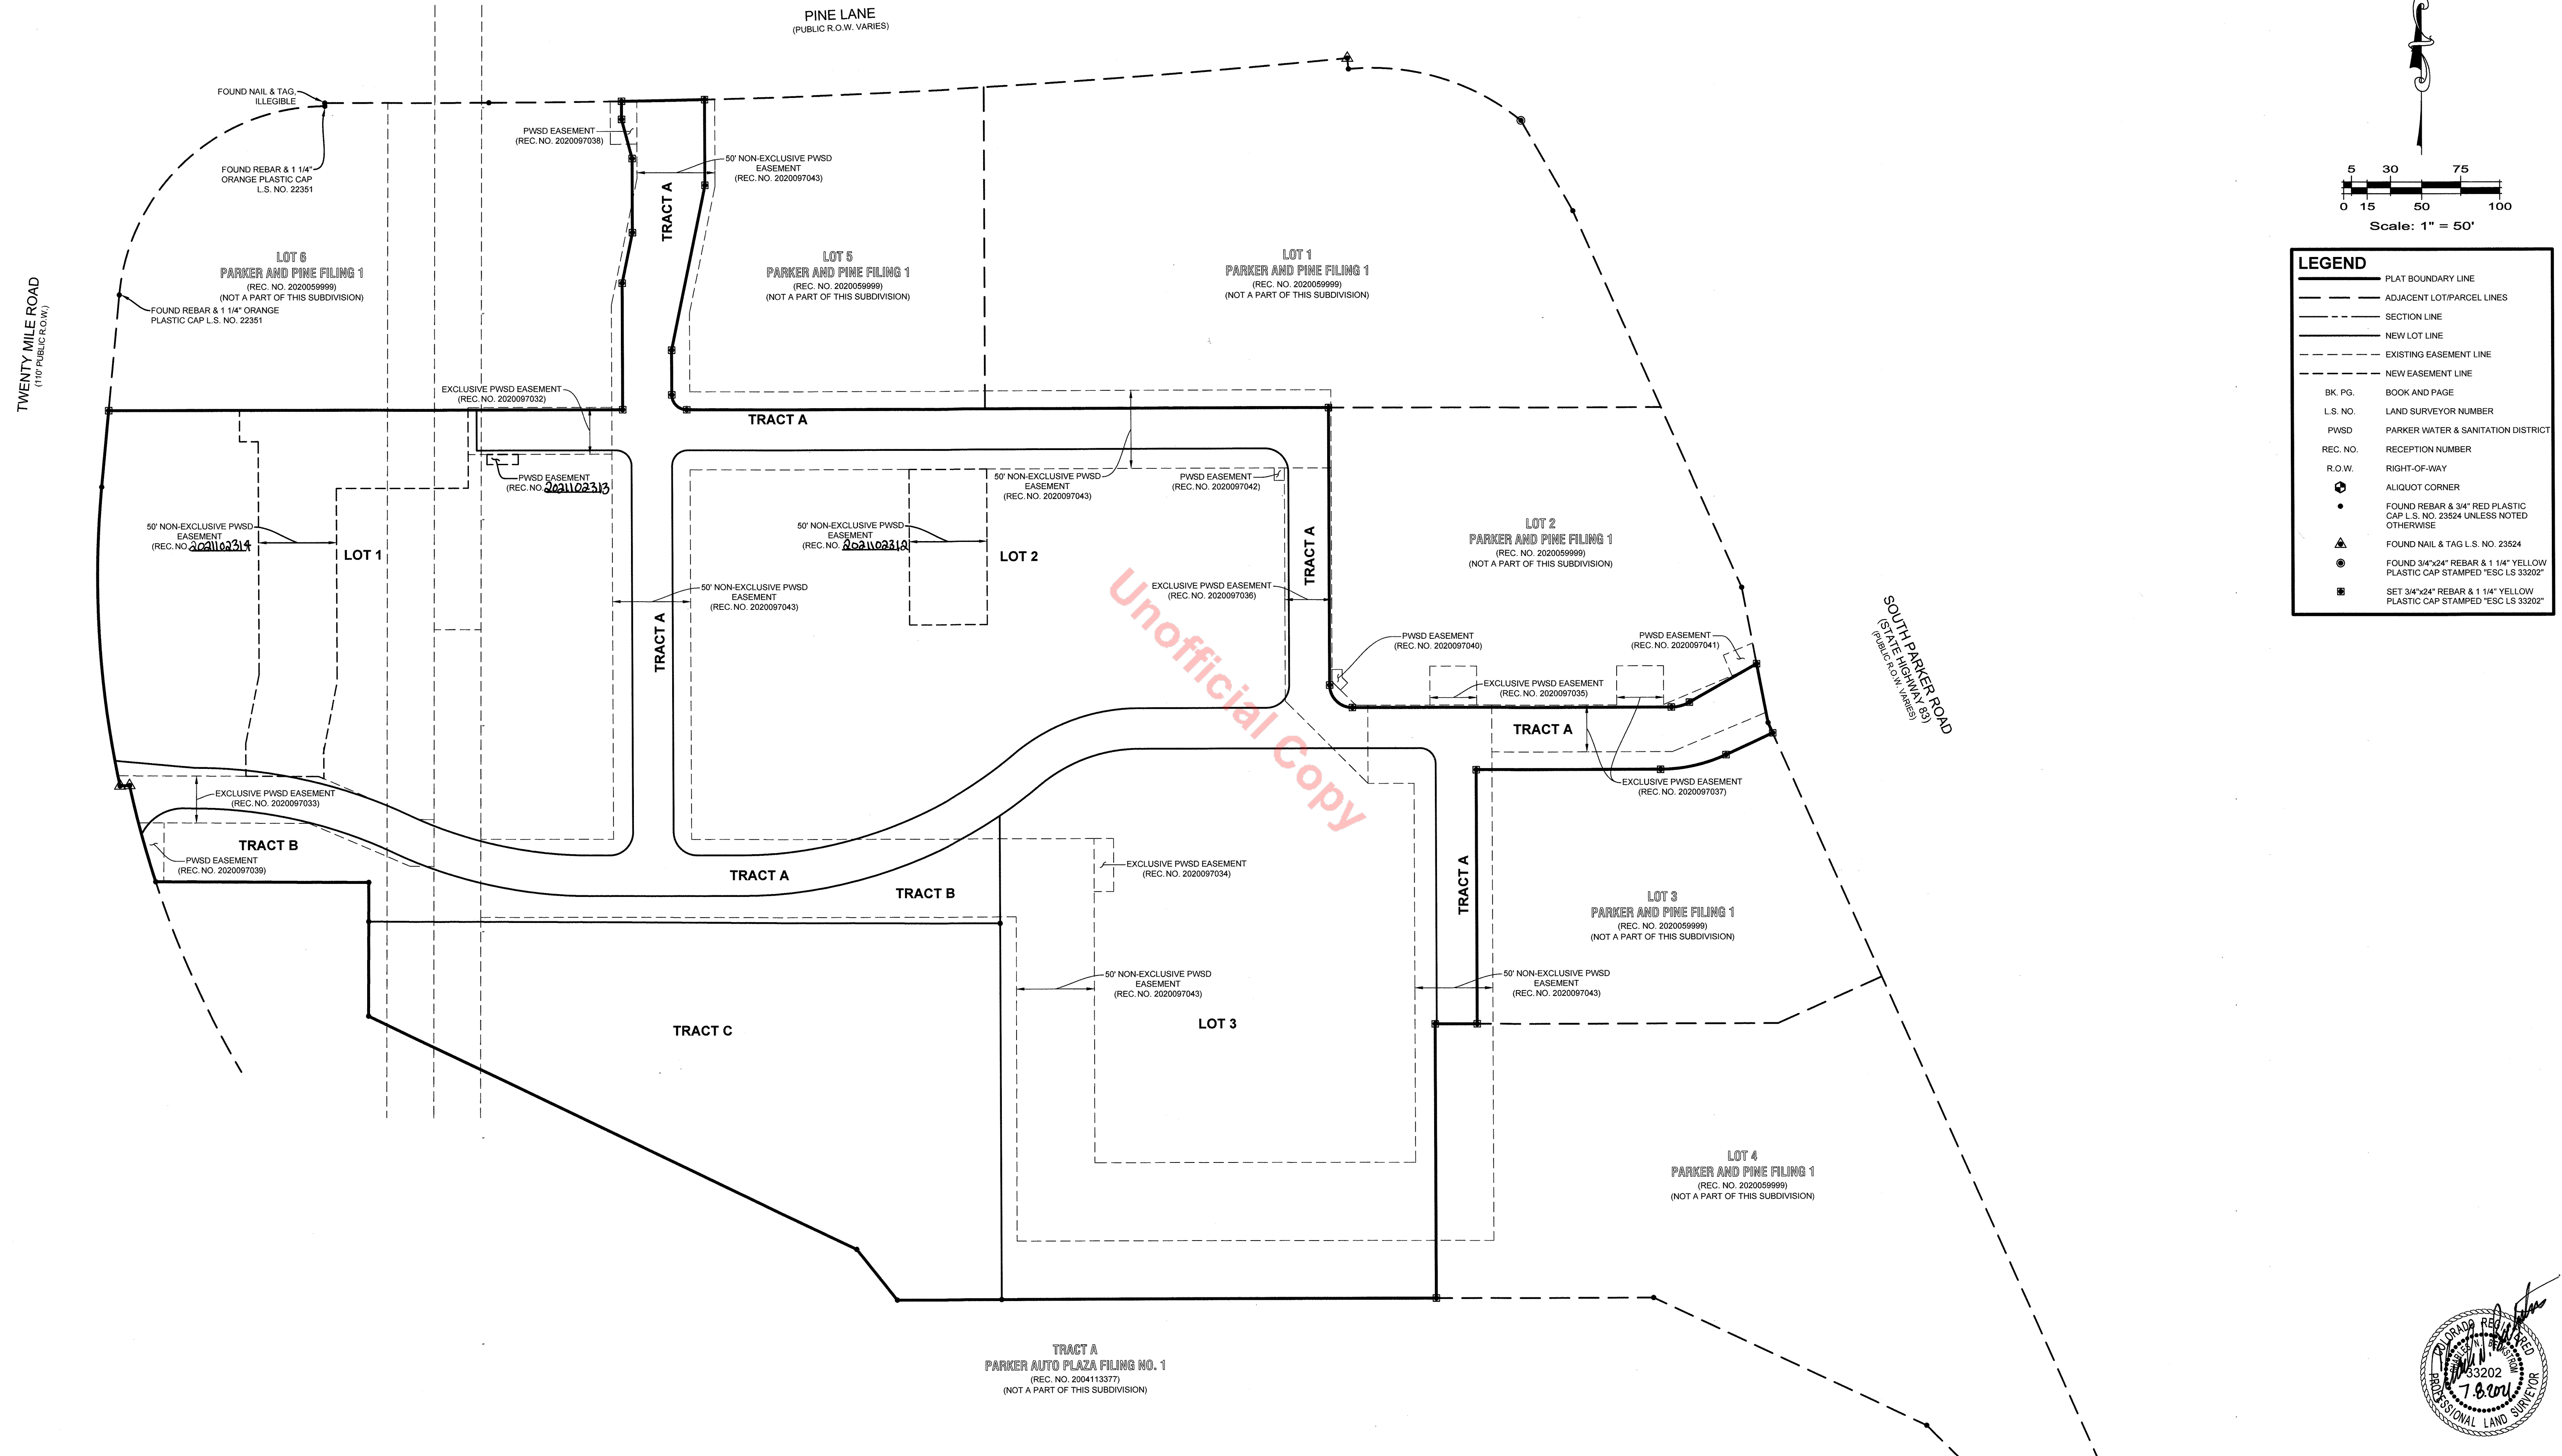 PINE LANE
(PUBLIC R.O.W. VARIES)
FOUND NAIL & TAG,
ILLEGIBLE
FOUND REBAR & 1 1/4"
ORANGE PLASTIC CAP
L.S. NO. 22351
PWSD EASEMENT
(REC. NO. 2020097038)
50' NON-EXCLUSIVE PWSD
EASEMENT
(REC. NO. 2020097043)
TRACT A
LOT 6
PARKER AND PINE FILING 1
(REC. NO. 2020059999)
(NOT A PART OF THIS SUBDIVISION)
LOT 5
PARKER AND PINE FILING 1
(REC. NO. 2020059999)
(NOT A PART OF THIS SUBDIVISION)
LOT 1
PARKER AND PINE FILING 1
(REC. NO. 2020059999)
(NOT A PART OF THIS SUBDIVISION)
FOUND REBAR & 1 1/4" ORANGE
PLASTIC CAP L.S. NO. 22351
TWENTY MILE ROAD
(110' PUBLIC R.O.W.)
EXCLUSIVE PWSD EASEMENT
(REC. NO. 2020097032)
TRACT A
PWSD EASEMENT
(REC. NO. 2021102313
50' NON-EXCLUSIVE PWSD
EASEMENT
(REC. NO. 2020097043)
PWSD EASEMENT
(REC. NO. 2020097042)
50' NON-EXCLUSIVE PWSD
EASEMENT
(REC. NO. 2021102314
LOT 1
50' NON-EXCLUSIVE PWSD
EASEMENT
(REC. NO. 2021102312
LOT 2
TRACT A
LOT 2
PARKER AND PINE FILING 1
(REC. NO. 2020059999)
(NOT A PART OF THIS SUBDIVISION)
50' NON-EXCLUSIVE PWSD
EASEMENT
(REC. NO. 2020097043)
TRACT A
EXCLUSIVE PWSD EASEMENT
(REC. NO. 2020097036)
PWSD EASEMENT
(REC. NO. 2020097040)
PWSD EASEMENT
(REC. NO. 2020097041)
EXCLUSIVE PWSD EASEMENT
(REC. NO. 2020097035)
TRACT A
EXCLUSIVE PWSD EASEMENT
(REC. NO. 2020097037)
SOUTH PARKER ROAD
(STATE HIGHWAY 83)
(PUBLIC R.O.W. VARIES)
Unofficial Copy
EXCLUSIVE PWSD EASEMENT
(REC. NO. 2020097033)
TRACT B
PWSD EASEMENT
(REC. NO. 2020097039)
TRACT A
TRACT B
EXCLUSIVE PWSD EASEMENT
(REC. NO. 2020097034)
TRACT A
LOT 3
PARKER AND PINE FILING 1
(REC. NO. 2020059999)
(NOT A PART OF THIS SUBDIVISION)
50' NON-EXCLUSIVE PWSD
EASEMENT
(REC. NO. 2020097043)
50' NON-EXCLUSIVE PWSD
EASEMENT
(REC. NO. 2020097043)
TRACT C
LOT 3
LOT 4
PARKER AND PINE FILING 1
(REC. NO. 2020059999)
(NOT A PART OF THIS SUBDIVISION)
TRACT A
PARKER AUTO PLAZA FILING NO. 1
(REC. NO. 2004113377)
(NOT A PART OF THIS SUBDIVISION)
5 30 75
0 15 50 100
Scale: 1" = 50'
LEGEND
PLAT BOUNDARY LINE
ADJACENT LOT/PARCEL LINES
SECTION LINE
NEW LOT LINE
EXISTING EASEMENT LINE
NEW EASEMENT LINE
BK. PG. BOOK AND PAGE
L.S. NO. LAND SURVEYOR NUMBER
PWSD PARKER WATER & SANITATION DISTRICT
REC. NO. RECEPTION NUMBER
R.O.W. RIGHT-OF-WAY
ALIQUOT CORNER
FOUND REBAR & 3/4" RED PLASTIC
CAP L.S. NO. 23524 UNLESS NOTED
OTHERWISE
FOUND NAIL & TAG L.S. NO. 23524
FOUND 3/4"x24" REBAR & 1 1/4" YELLOW
PLASTIC CAP STAMPED "ESC LS 33202"
SET 3/4"x24" REBAR & 1 1/4" YELLOW
PLASTIC CAP STAMPED "ESC LS 33202"
COLORADO REGISTERED
CHARLES N. BECKSTROM
33202
7.8.2021
PROFESSIONAL LAND SURVEYOR